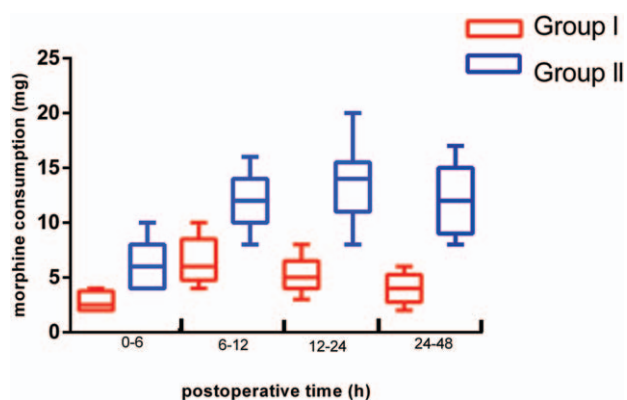 Group I
Group II
morphine consumption (mg)
25
20
15
10
5
0
0-6 6-12 12-24 24-48
postoperative time (h)